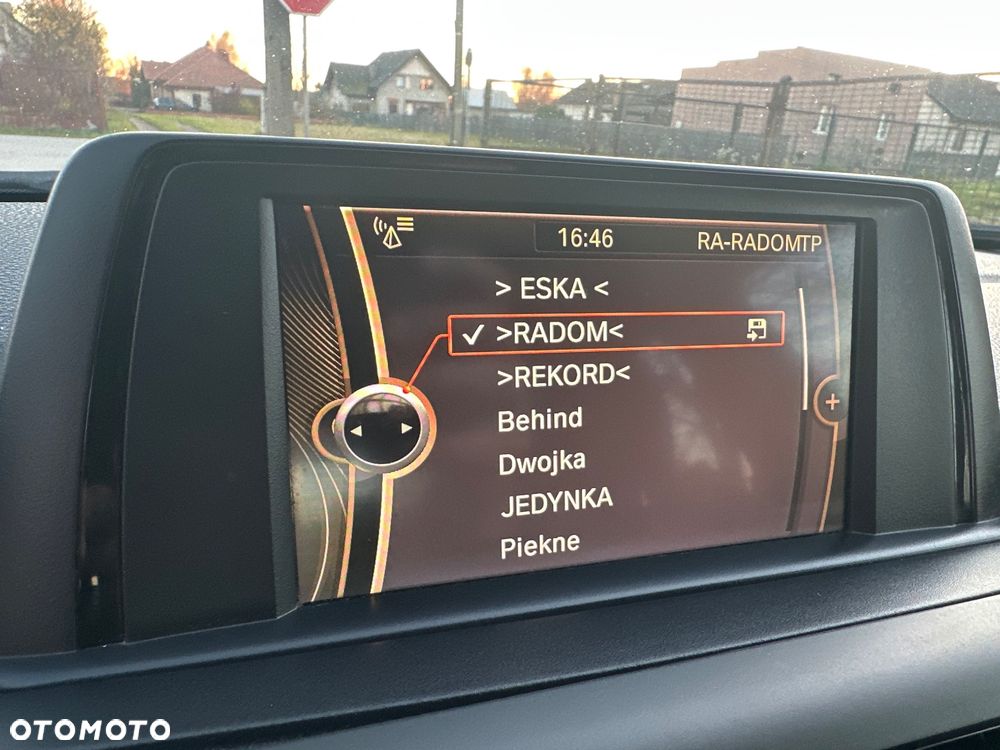 16:46 RA-RADOMTP
> ESKA <
>RADOM<
>REKORD<
Behind
Dwojka
JEDYNKA
Piekne
OTOMOTO